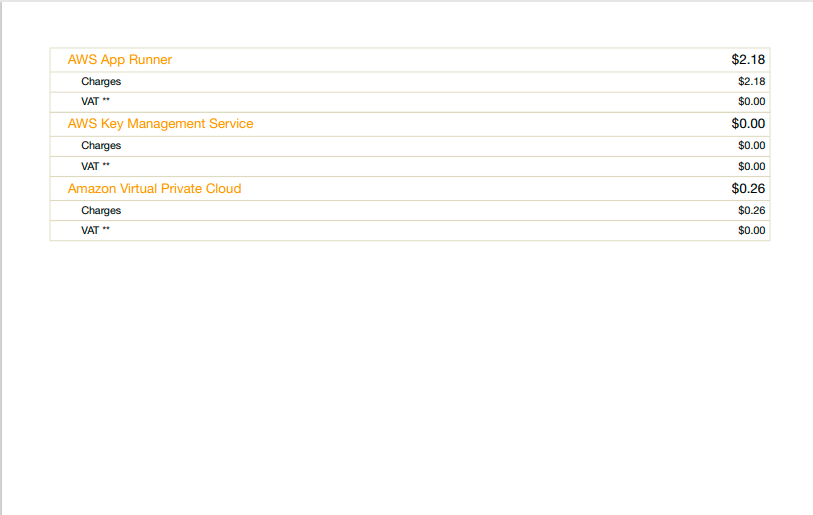 AWS App Runner $2.18
Charges $2.18
VAT ** $0.00
AWS Key Management Service $0.00
Charges $0.00
VAT ** $0.00
Amazon Virtual Private Cloud $0.26
Charges $0.26
VAT ** $0.00